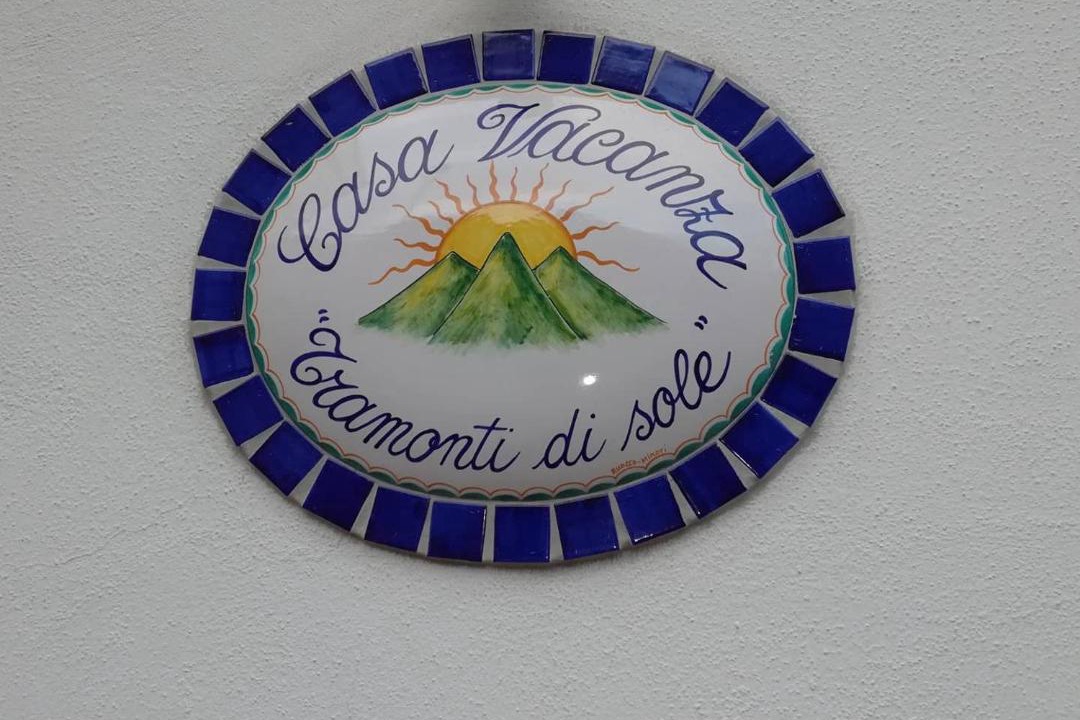 Casa Vacanza
"Tramonti di sole"